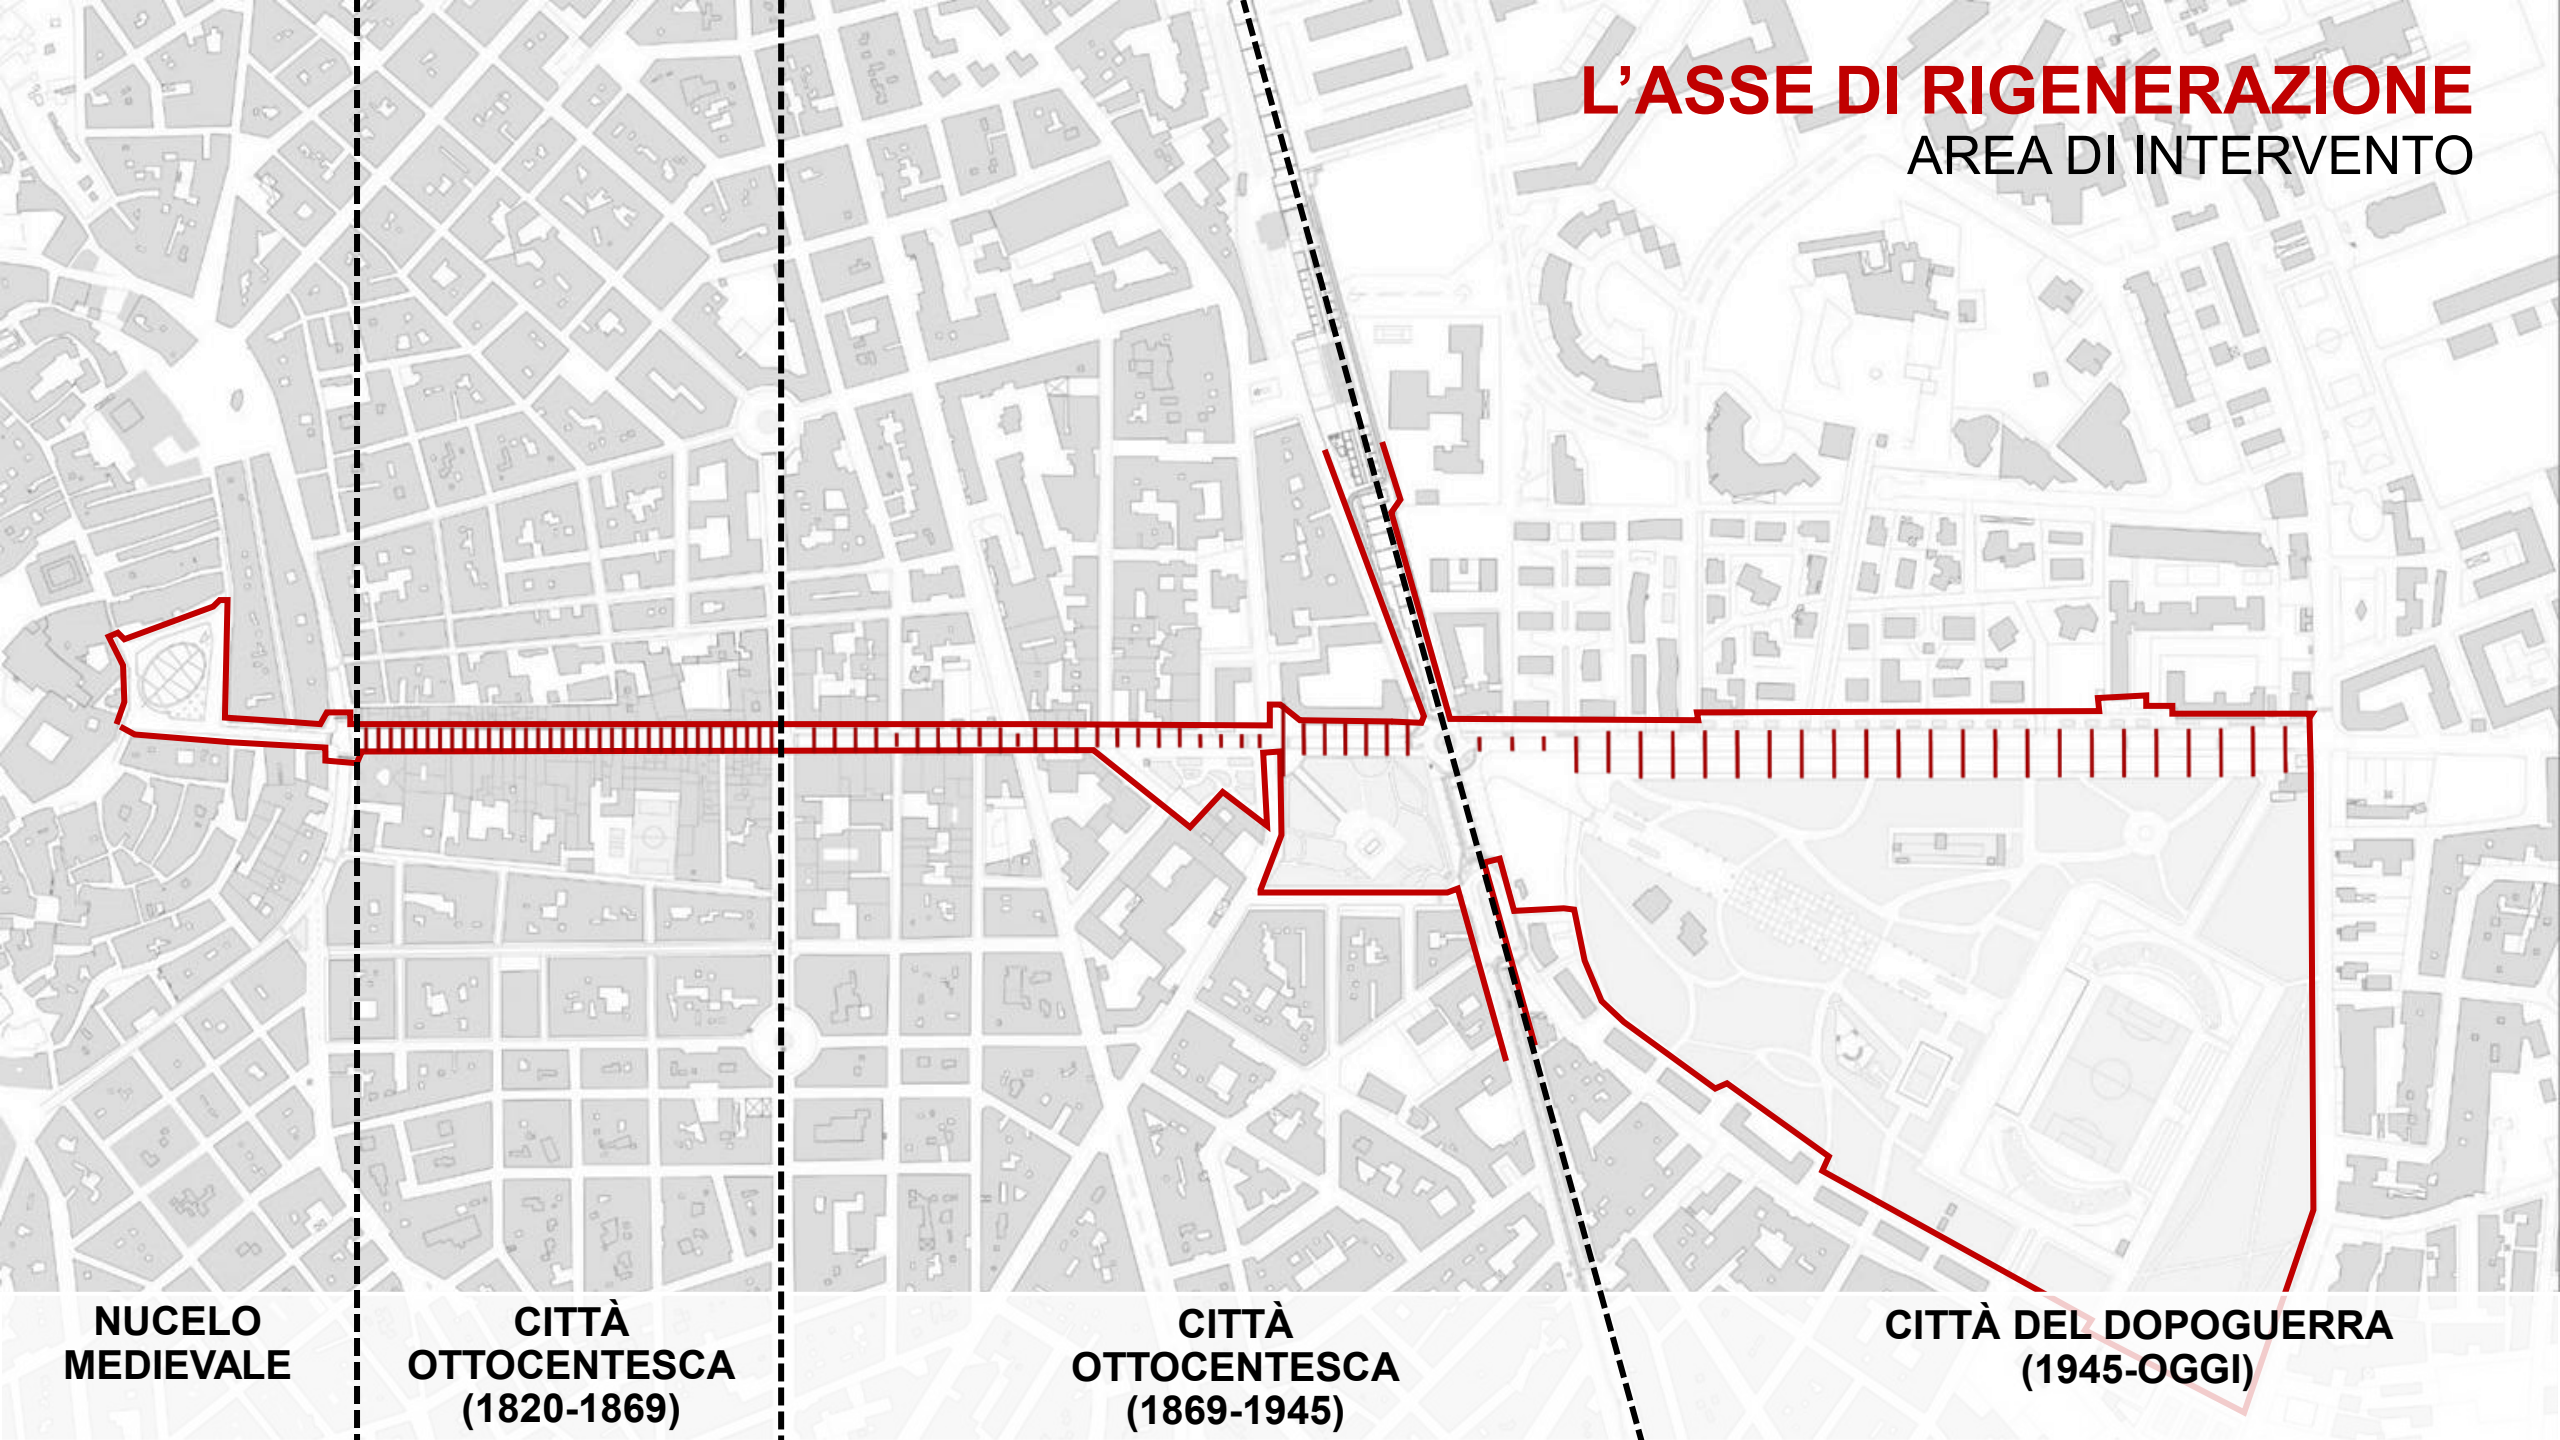 L’ASSE DI RIGENERAZIONE
AREA DI INTERVENTO
NUCELO
MEDIEVALE
CITTÀ
OTTOCENTESCA
(1820-1869)
CITTÀ
OTTOCENTESCA
(1869-1945)
CITTÀ DEL DOPOGUERRA
(1945-OGGI)